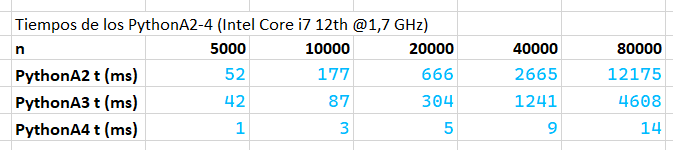 Tiempos de los PythonA2-4 (Intel Core i7 12th @1,7 GHz)
n 5000 10000 20000 40000 80000
PythonA2 t (ms) 52 177 666 2665 12175
PythonA3 t (ms) 42 87 304 1241 4608
PythonA4 t (ms) 1 3 5 9 14